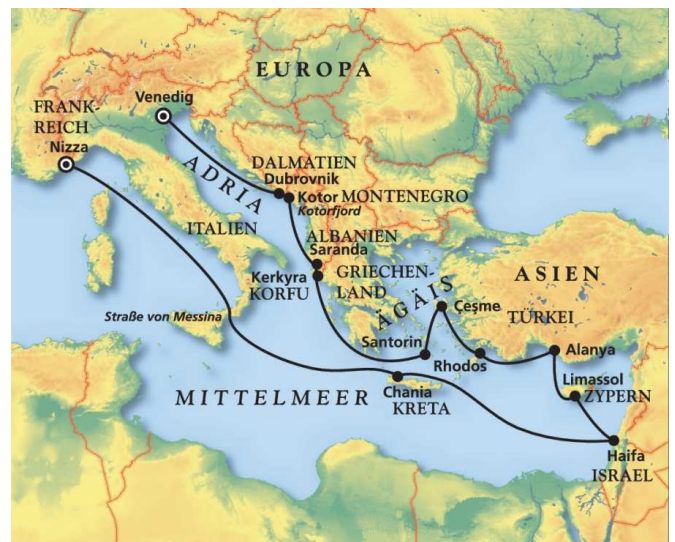 EUROPA
Venedig
FRANK-
REICH
Nizza
ADRIA
DALMATIEN
Dubrovnik
Kotor MONTENEGRO
Kotorfjord
ITALIEN
ALBANIEN
Saranda
Kerkyra
KORFU
GRIECHEN-
LAND
ÄGÄIS
ASIEN
Çeşme
TÜRKEI
Straße von Messina
Santorin
Rhodos
Alanya
Limassol
ZYPERN
MITTELMEER
Chania
KRETA
Haifa
ISRAEL